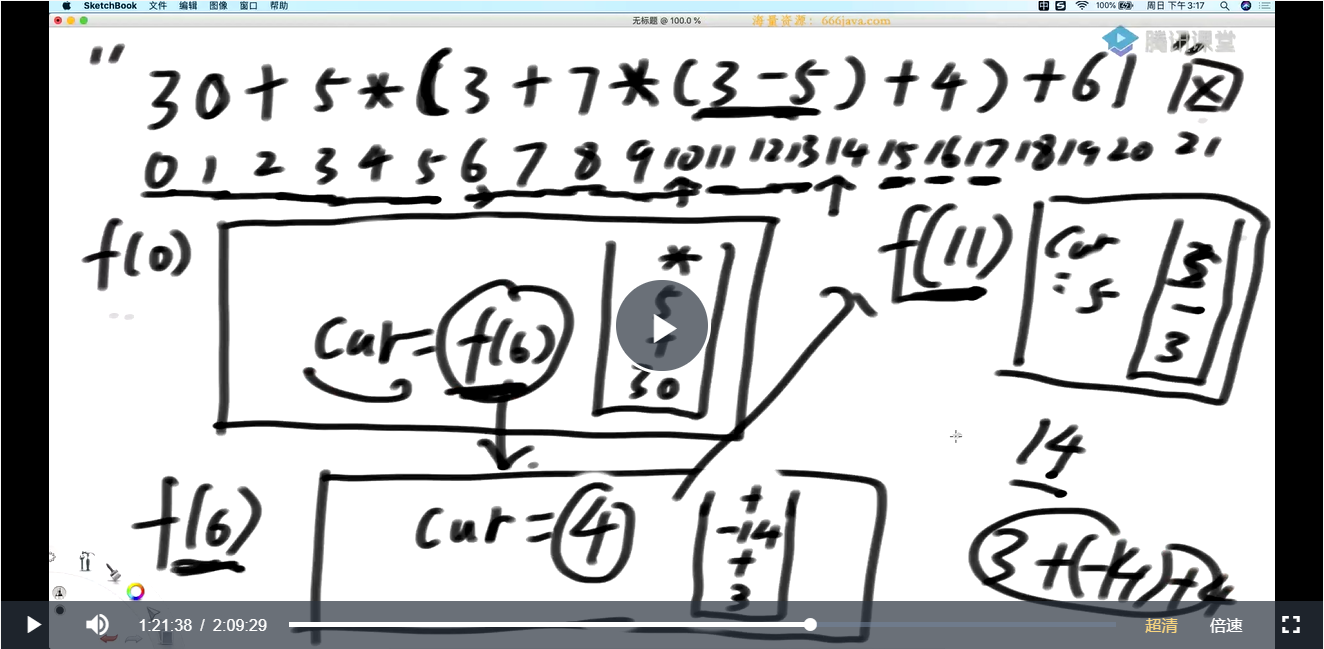 SketchBook 文件 编辑 图像 窗口 帮助 100% 周日 下午 3:17
无标题 @ 100.0 %
海量资源：666java.com
腾讯课堂
" 30 + 5 * ( 3 + 7 * ( 3 - 5 ) + 4 ) + 61
0 1 2 3 4 5 6 7 8 9 10 11 12 13 14 15 16 17 18 19 20 21
f(0)
*
5
+
30
cur = f(6)
f(11)
cur
= 5
5
-
3
14
3 + (-14) + 4
f(6)
cur = 4
+
-14
+
3
1:21:38 / 2:09:29 超清 倍速